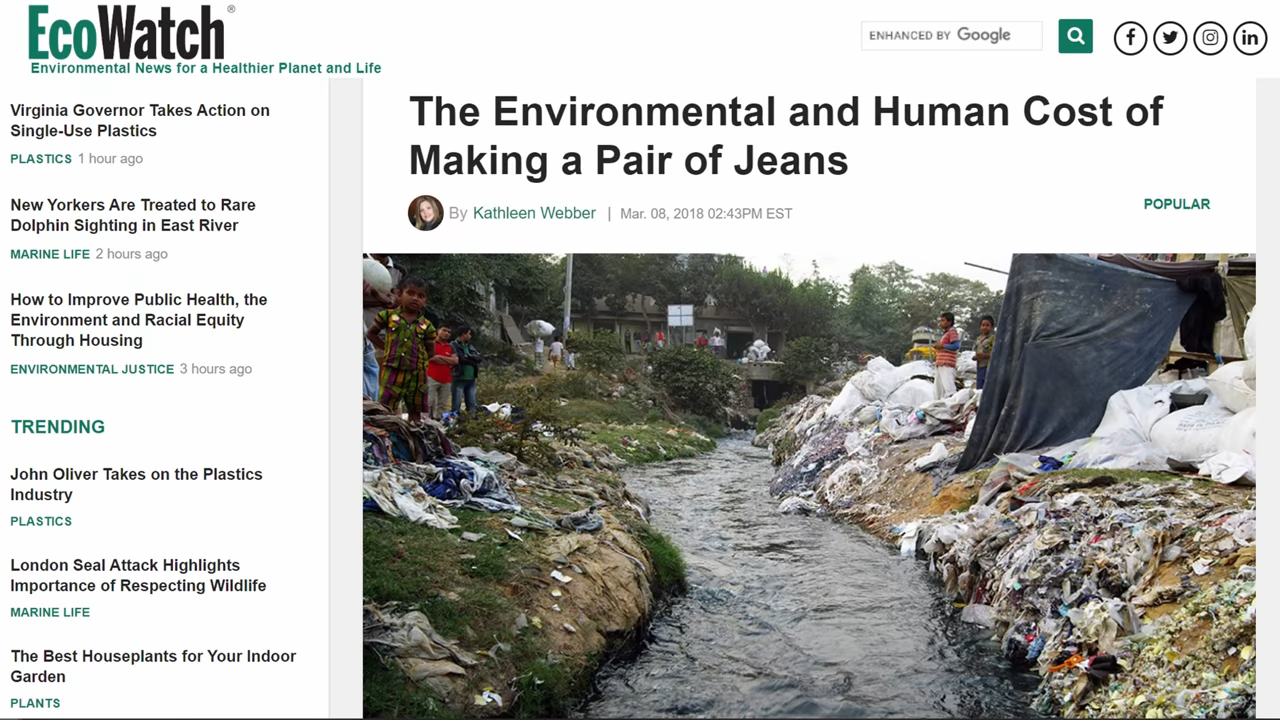 EcoWatch®
Environmental News for a Healthier Planet and Life
ENHANCED BY Google
Virginia Governor Takes Action on
Single-Use Plastics
PLASTICS 1 hour ago
New Yorkers Are Treated to Rare
Dolphin Sighting in East River
MARINE LIFE 2 hours ago
How to Improve Public Health, the
Environment and Racial Equity
Through Housing
ENVIRONMENTAL JUSTICE 3 hours ago
TRENDING
John Oliver Takes on the Plastics
Industry
PLASTICS
London Seal Attack Highlights
Importance of Respecting Wildlife
MARINE LIFE
The Best Houseplants for Your Indoor
Garden
PLANTS
The Environmental and Human Cost of
Making a Pair of Jeans
By Kathleen Webber | Mar. 08, 2018 02:43PM EST
POPULAR